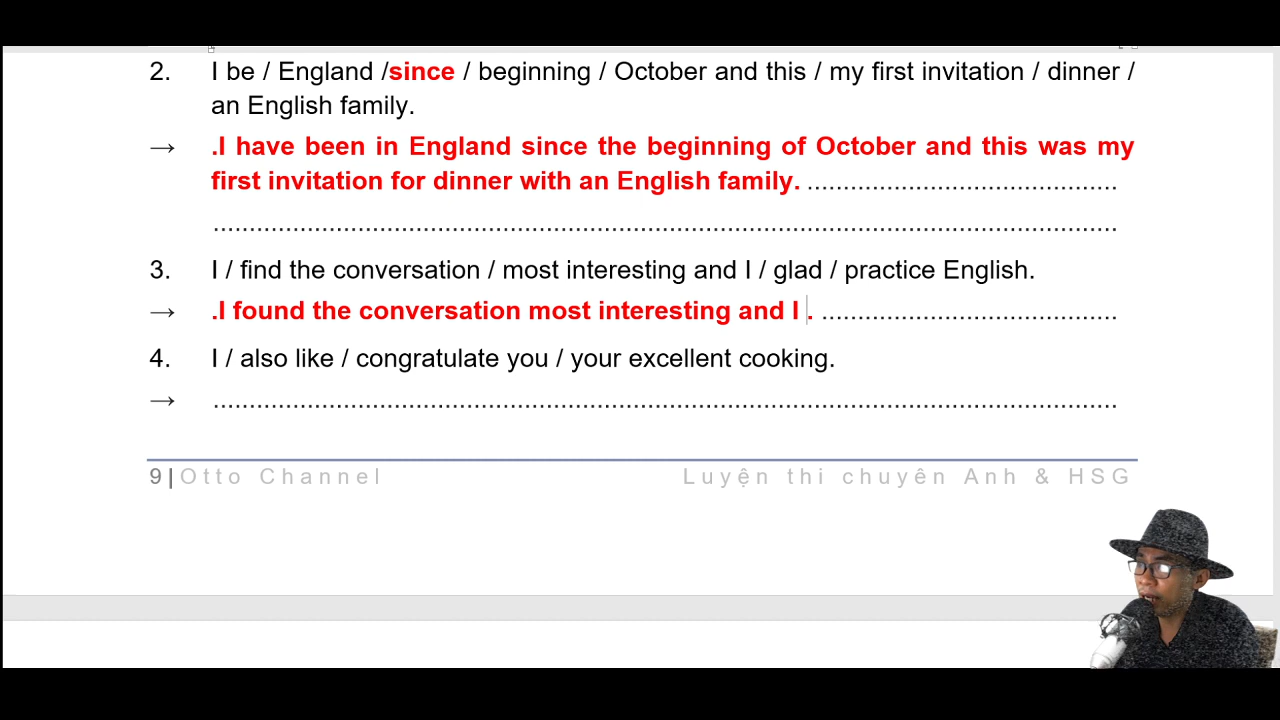 2. I be / England /since / beginning / October and this / my first invitation / dinner /
an English family.
→ .I have been in England since the beginning of October and this was my
first invitation for dinner with an English family. ...........................................
.............................................................................................................................
3. I / find the conversation / most interesting and I / glad / practice English.
→ .I found the conversation most interesting and I . .........................................
4. I / also like / congratulate you / your excellent cooking.
→ .............................................................................................................................
9|Otto Channel Luyện thi chuyên Anh & HSG